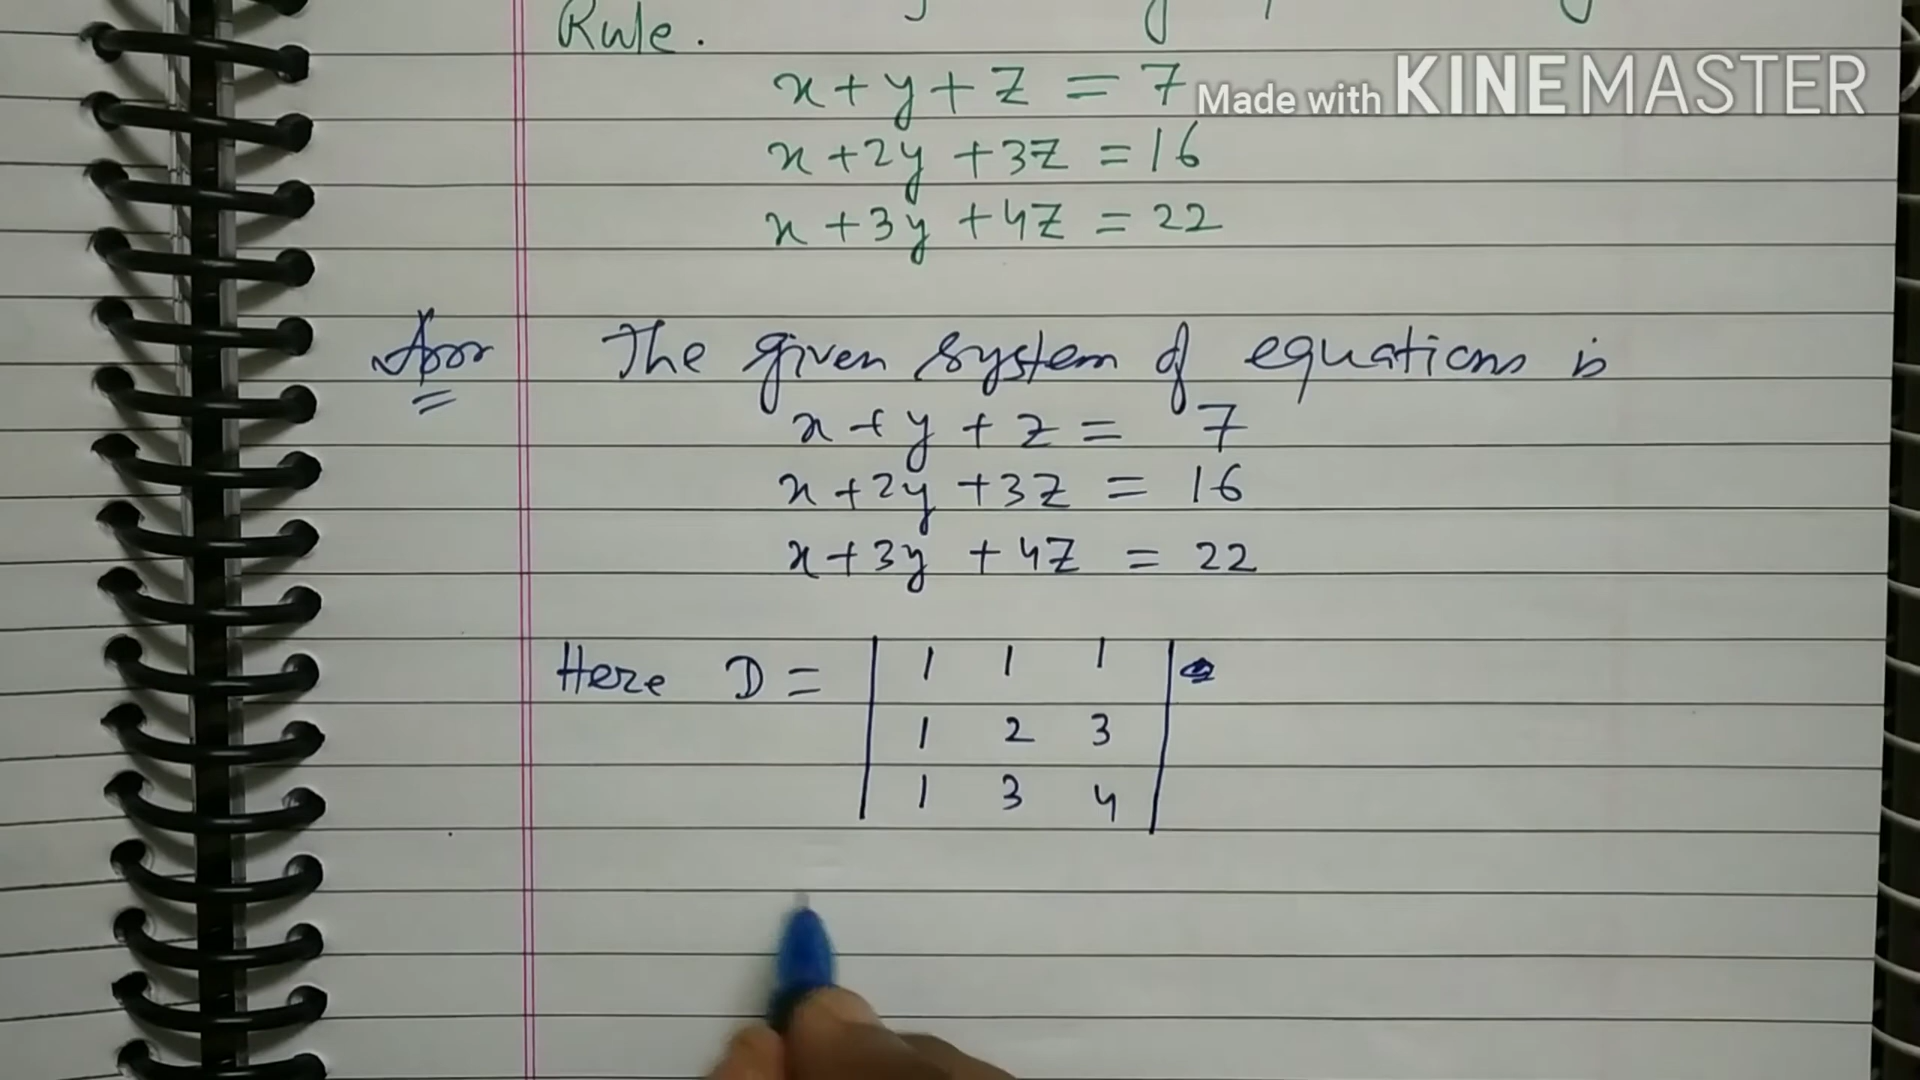 Rule.
x+y+z = 7
Made with KINEMASTER
x+2y+3z = 16
x+3y+4z = 22
The given system of equations is
x+y+z = 7
x+2y+3z = 16
x+3y+4z = 22
Here D = | 1 1 1 |
1 2 3
1 3 4